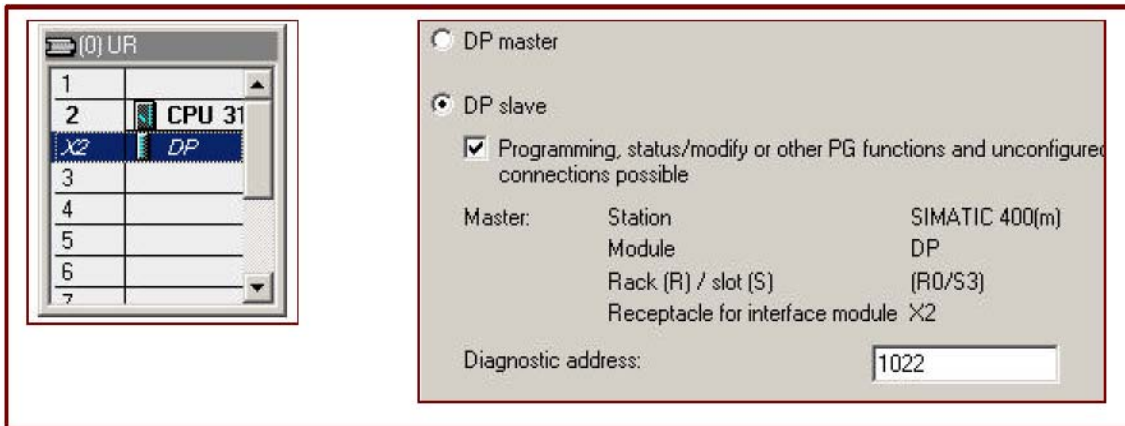 (0) UR
1
2 CPU 31
X2 DP
3
4
5
6
7
DP master
DP slave
Programming, status/modify or other PG functions and unconfigured
connections possible
Master: Station SIMATIC 400(m)
Module DP
Rack (R) / slot (S) (R0/S3)
Receptacle for interface module X2
Diagnostic address: 1022